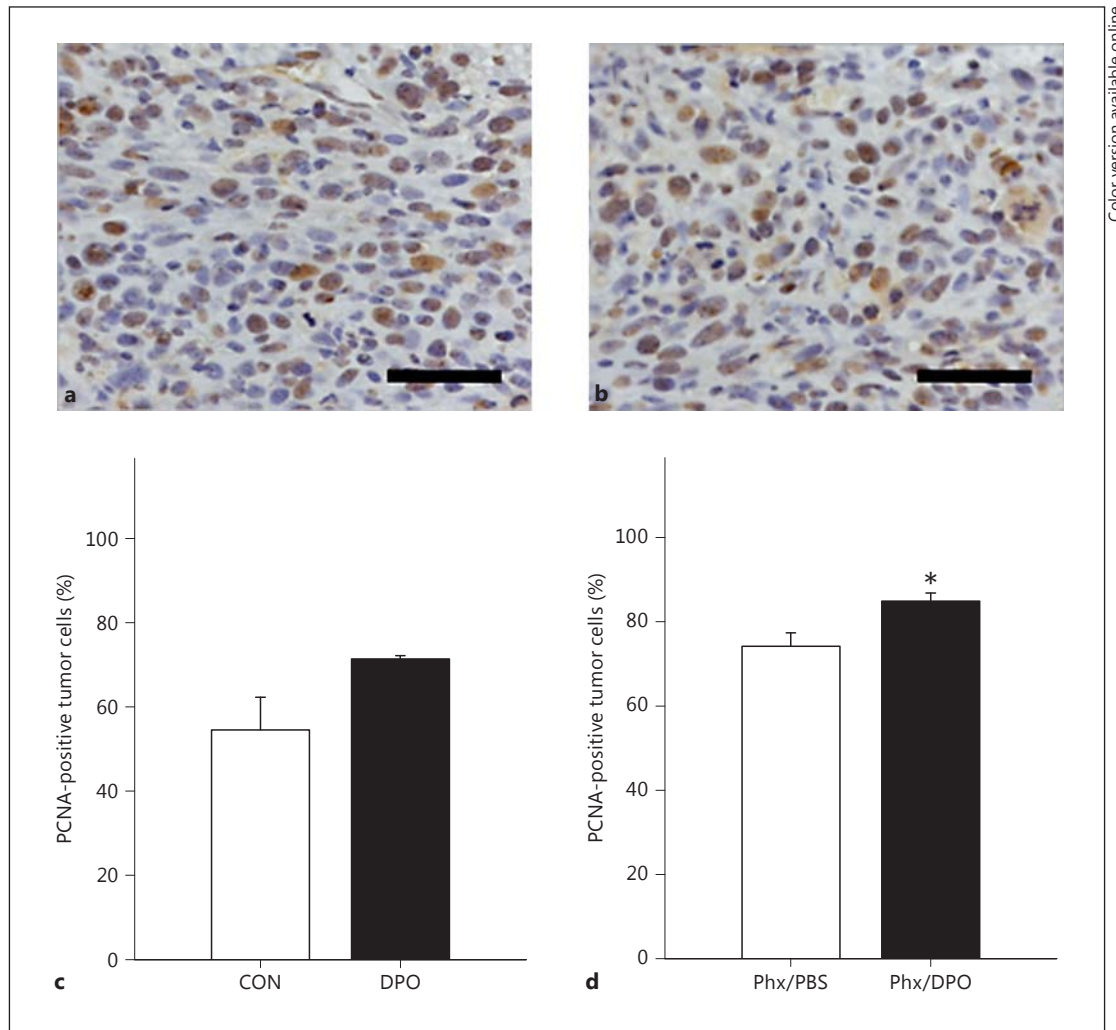 Color version available online
a
b
PCNA-positive tumor cells (%)
100
80
60
40
20
0
CON
DPO
c
PCNA-positive tumor cells (%)
100
80
60
40
20
0
*
Phx/PBS
Phx/DPO
d